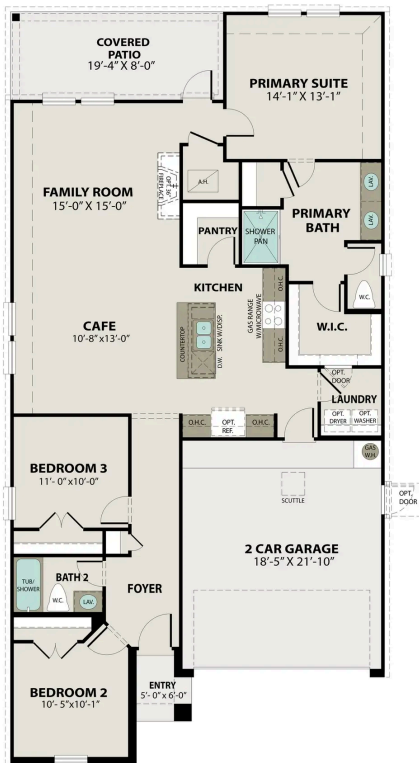 COVERED
PATIO
19'-4" X 8'-0"
PRIMARY SUITE
14'-1" X 13'-1"
FAMILY ROOM
15'-0" X 15'-0"
OPT. 36"
FIREPLACE
A.H.
LAV.
LAV.
PRIMARY
BATH
PANTRY
SHOWER
PAN
W.C.
KITCHEN
O.H.C.
GAS RANGE
W/MICROWAVE
O.H.C.
W.I.C.
CAFE
10'-8"x13'-0"
COUNTERTOP
D.W. SINK W/DISP.
OPT.
DOOR
LAUNDRY
OPT.
DRYER
OPT.
WASHER
O.H.C.
OPT.
REF.
O.H.C.
GAS
W.H
BEDROOM 3
11'- 0"x10'-0"
SCUTTLE
OPT.
DOOR
2 CAR GARAGE
18'-5" X 21'-10"
TUB/
SHOWER
BATH 2
W.C.
LAV.
FOYER
ENTRY
5'- 0"x 6'-0"
BEDROOM 2
10'- 5"x10'-1"